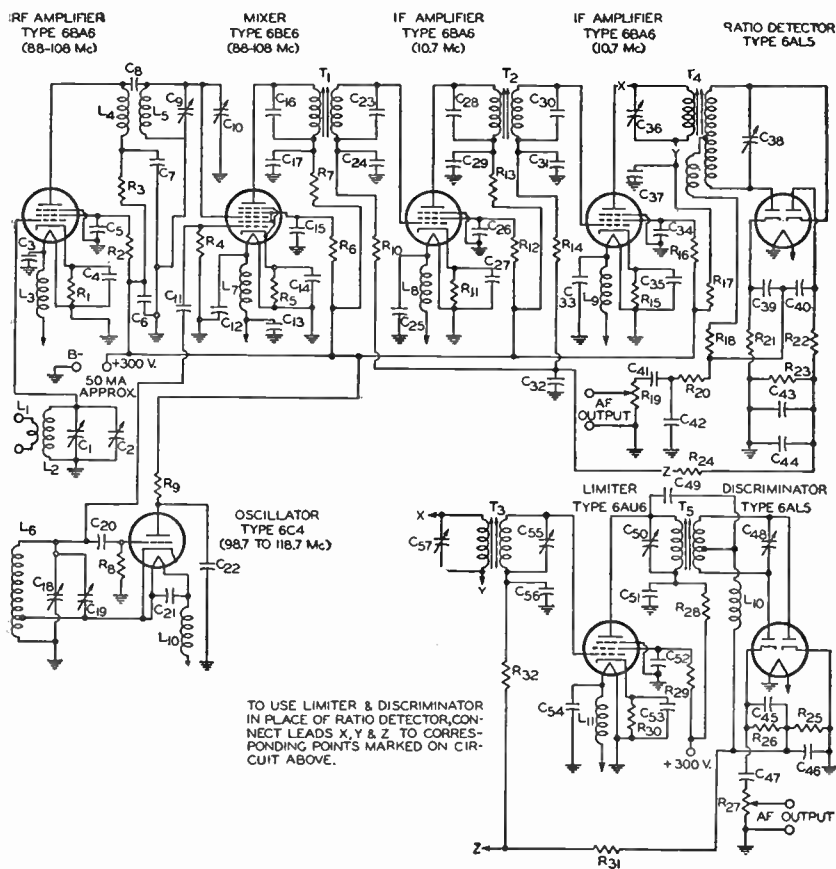 RF AMPLIFIER
TYPE 6BA6
(88-108 Mc)
MIXER
TYPE 6BE6
(88-108 Mc)
IF AMPLIFIER
TYPE 6BA6
(10.7 Mc)
IF AMPLIFIER
TYPE 6BA6
(10.7 Mc)
RATIO DETECTOR
TYPE 6AL5
C8
L4
L5
C9
C10
C16
T1
C23
C28
T2
C30
X
C36
T4
C38
R3
C7
C17
R7
C24
C29
R13
C31
Y
C37
C3
C5
R2
R4
C15
R6
R10
C26
R12
R14
C34
R16
R17
L3
R1
C4
C6
C11
C12
L7
R5
C14
C13
L8
C25
R11
C27
C33
L9
R15
C35
C39
C40
R18
R21
R22
B-
+300 V.
50 MA
APPROX.
C32
C41
R19
R20
AF
OUTPUT
C42
R23
C43
C44
L1
L2
C1
C2
Z
R24
R9
C49
OSCILLATOR
TYPE 6C4
(98.7 TO 118.7 Mc)
LIMITER
TYPE 6AU6
DISCRIMINATOR
TYPE 6AL5
L6
C20
R8
C18
C19
C21
L10
C22
X
C57
T3
C55
Y
C56
C50
T5
C48
C51
R28
L10
R32
C54
L11
C52
R29
R30
C53
+300 V.
C45
R26
R25
C46
C47
R27
AF OUTPUT
TO USE LIMITER & DISCRIMINATOR
IN PLACE OF RATIO DETECTOR, CON-
NECT LEADS X, Y & Z TO CORRES-
PONDING POINTS MARKED ON CIR-
CUIT ABOVE.
Z
R31